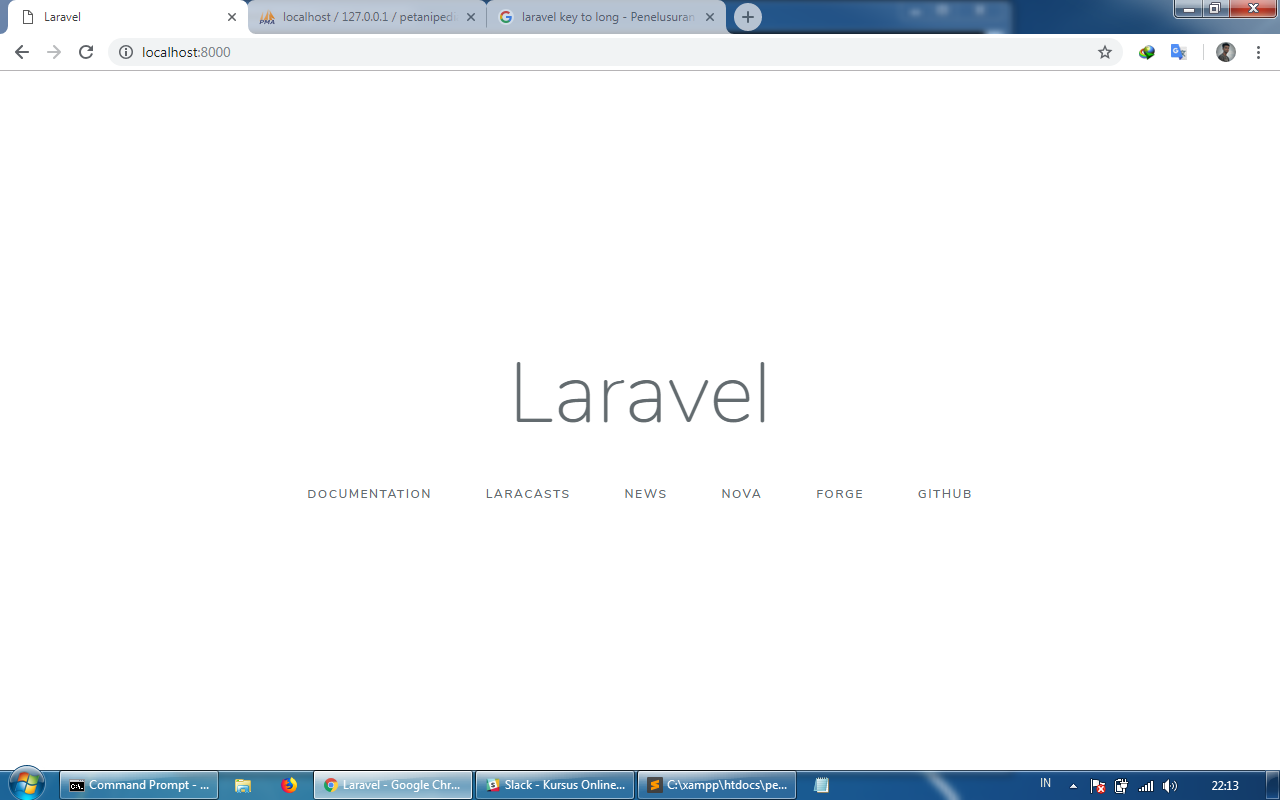 Laravel
localhost / 127.0.0.1 / petanipedi
laravel key to long - Penelusuran
localhost:8000
Laravel
DOCUMENTATION LARACASTS NEWS NOVA FORGE GITHUB
Command Prompt - ...
Laravel - Google Chr...
Slack - Kursus Online...
C:\xampp\htdocs\pe...
IN
22:13